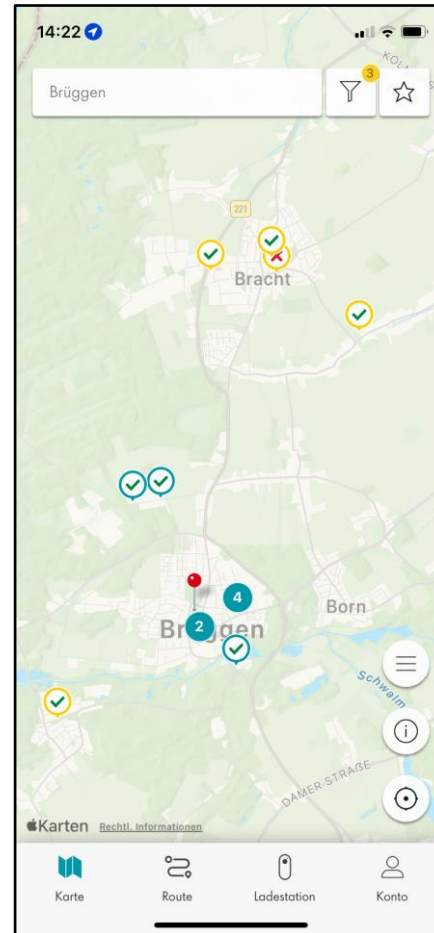 14:22
KOL
Brüggen
3
221
Bracht
4
Born
2
Brüggen
Schwalm
DAMER-STRAßE
Karten Rechtl. Informationen
Karte Route Ladestation Konto